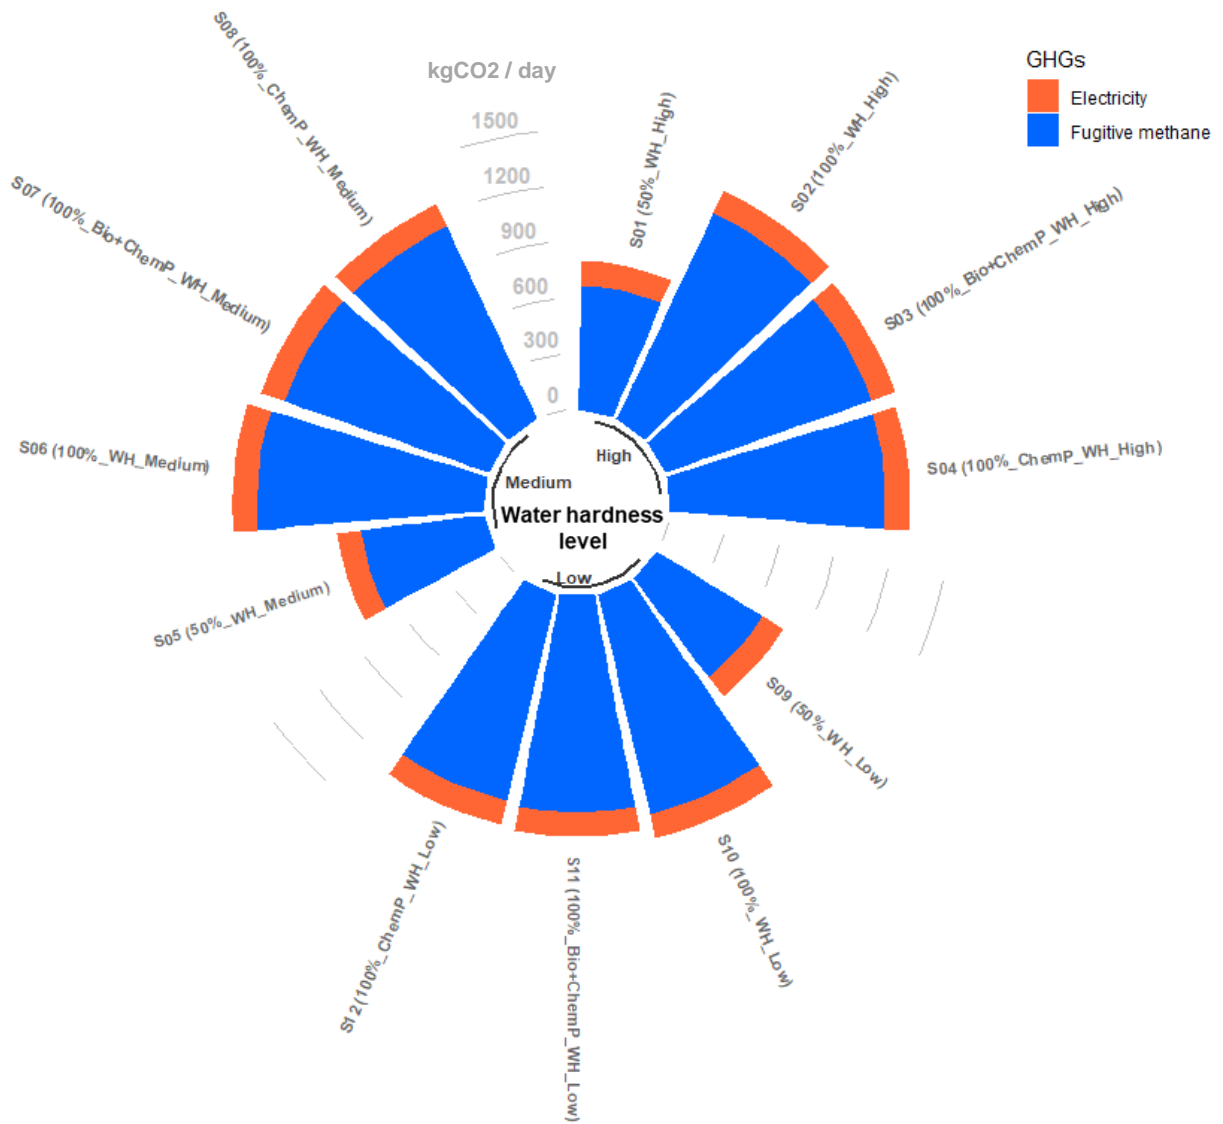 kgCO2 / day
1500
1200
900
600
300
0
GHGs
Electricity
Fugitive methane
S01 (50%_WH_High)
S02 (100%_WH_High)
S03 (100%_Bio+ChemP_WH_High)
S04 (100%_ChemP_WH_High)
S05 (50%_WH_Medium)
S06 (100%_WH_Medium)
S07 (100%_Bio+ChemP_WH_Medium)
S08 (100%_ChemP_WH_Medium)
S09 (50%_WH_Low)
S10 (100%_WH_Low)
S11 (100%_Bio+ChemP_WH_Low)
S12 (100%_ChemP_WH_Low)
High
Medium
Water hardness
level
Low